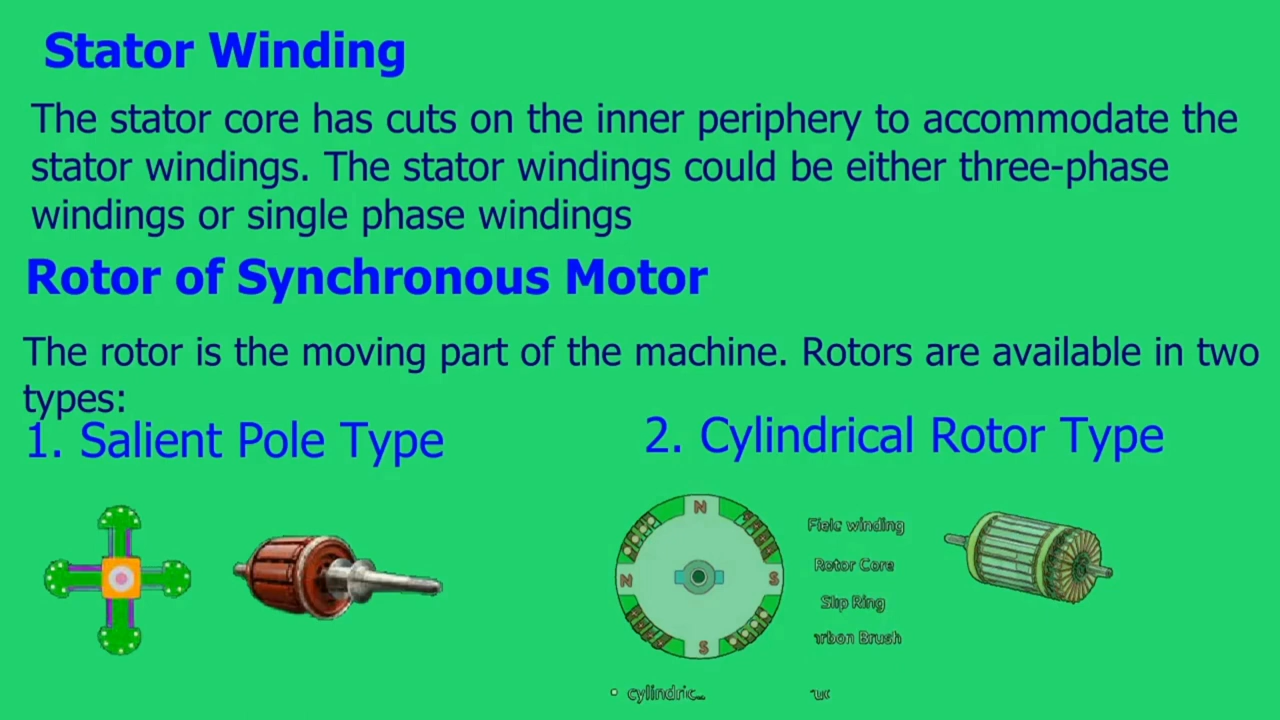 Stator Winding
The stator core has cuts on the inner periphery to accommodate the
stator windings. The stator windings could be either three-phase
windings or single phase windings
Rotor of Synchronous Motor
The rotor is the moving part of the machine. Rotors are available in two
types:
1. Salient Pole Type
2. Cylindrical Rotor Type
N
N
S
S
winding
Rotor Core
Slip Ring
Brush